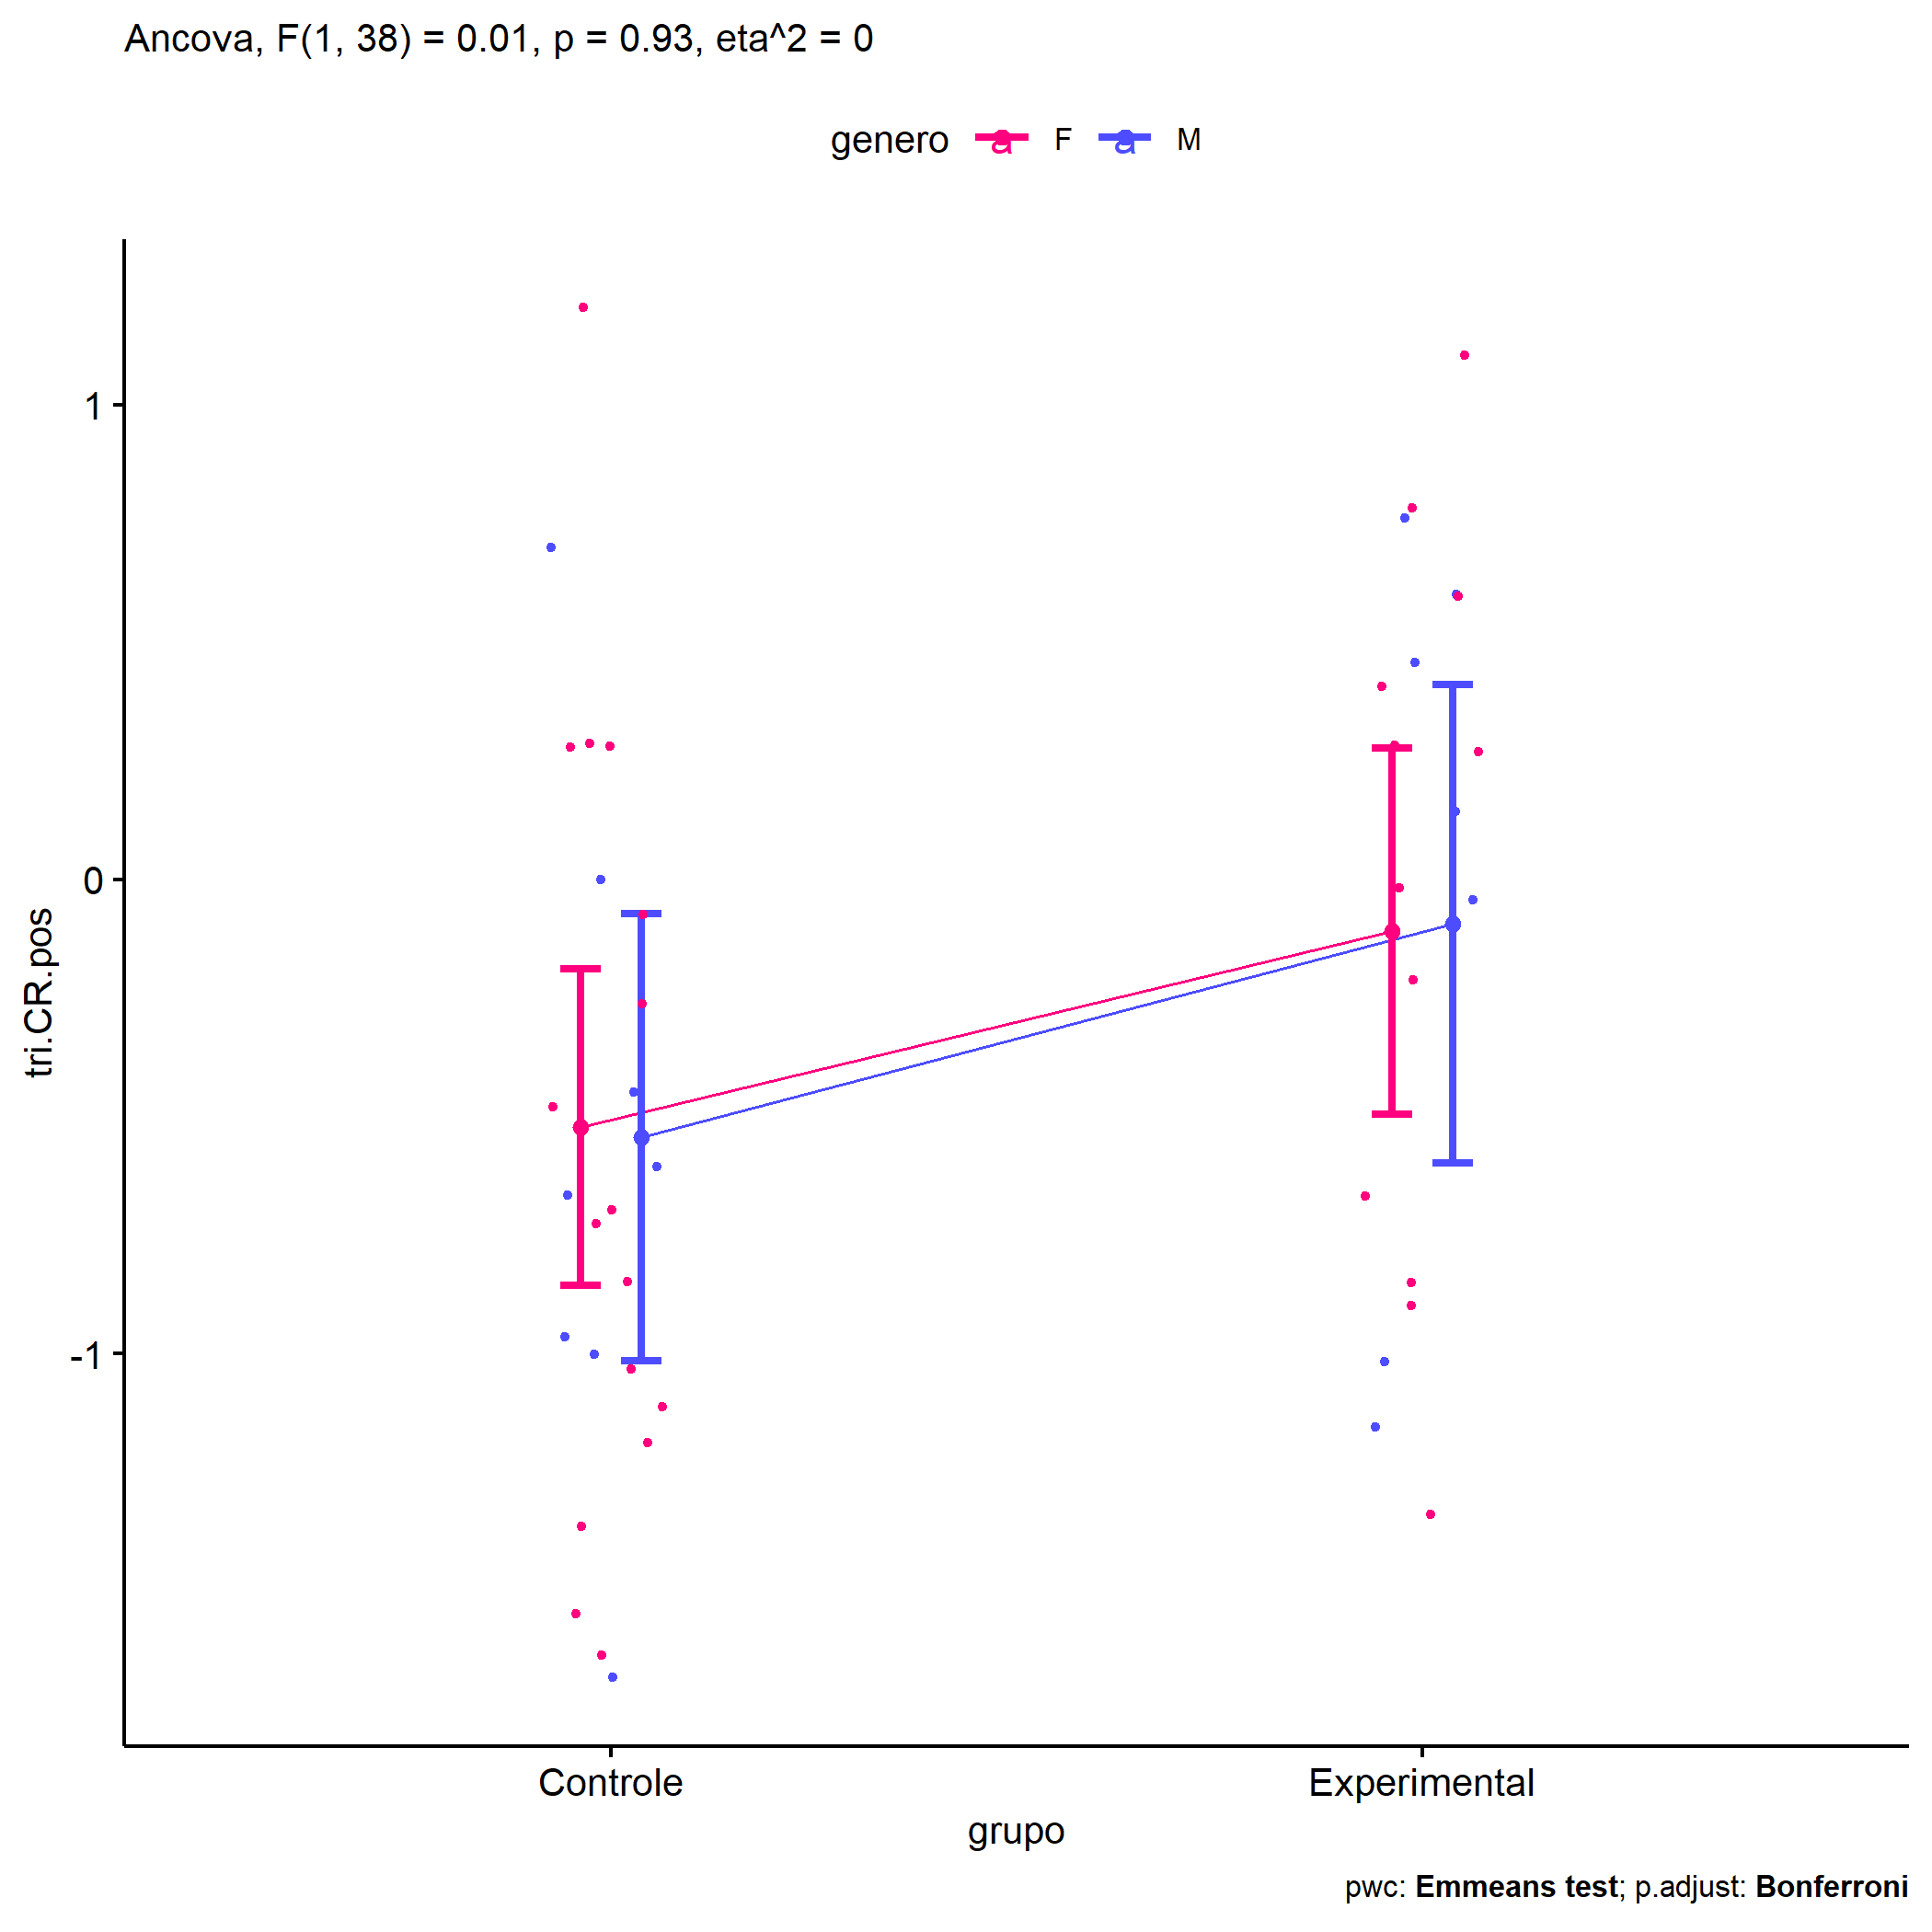 Ancova, F(1, 38) = 0.01, p = 0.93, eta^2 = 0
genero a F a M
1
0
-1
tri.CR.pos
Controle Experimental
grupo
pwc: Emmeans test; p.adjust: Bonferroni